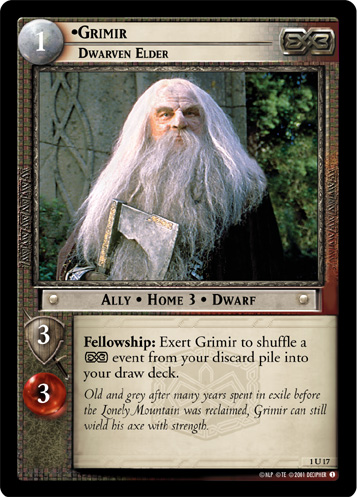 1
•Grimir
Dwarven Elder
Ally • Home 3 • Dwarf
3
3
Fellowship: Exert Grimir to shuffle a
event from your discard pile into
your draw deck.
Old and grey after many years spent in exile before
the Lonely Mountain was reclaimed, Grimir can still
wield his axe with strength.
1 U 17
©NLP ©TE ©2001 DECIPHER